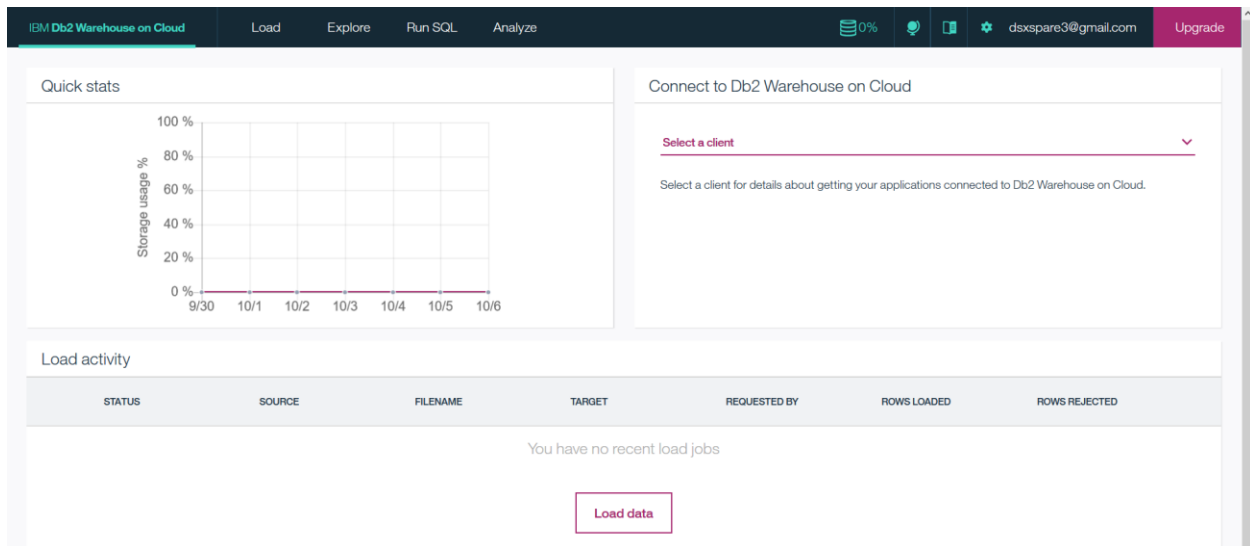 IBM Db2 Warehouse on Cloud Load Explore Run SQL Analyze 0% dsxspare3@gmail.com Upgrade
Quick stats
100 %
80 %
60 %
40 %
20 %
0 %
Storage usage %
9/30 10/1 10/2 10/3 10/4 10/5 10/6
Connect to Db2 Warehouse on Cloud
Select a client
Select a client for details about getting your applications connected to Db2 Warehouse on Cloud.
Load activity
STATUS SOURCE FILENAME TARGET REQUESTED BY ROWS LOADED ROWS REJECTED
You have no recent load jobs
Load data